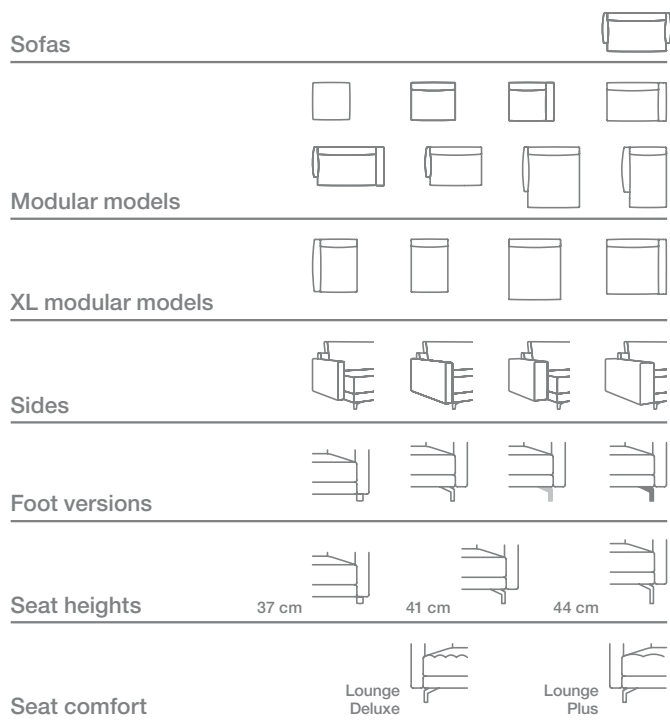 Sofas
Modular models
XL modular models
Sides
Foot versions
Seat heights 37 cm 41 cm 44 cm
Seat comfort Lounge Deluxe Lounge Plus